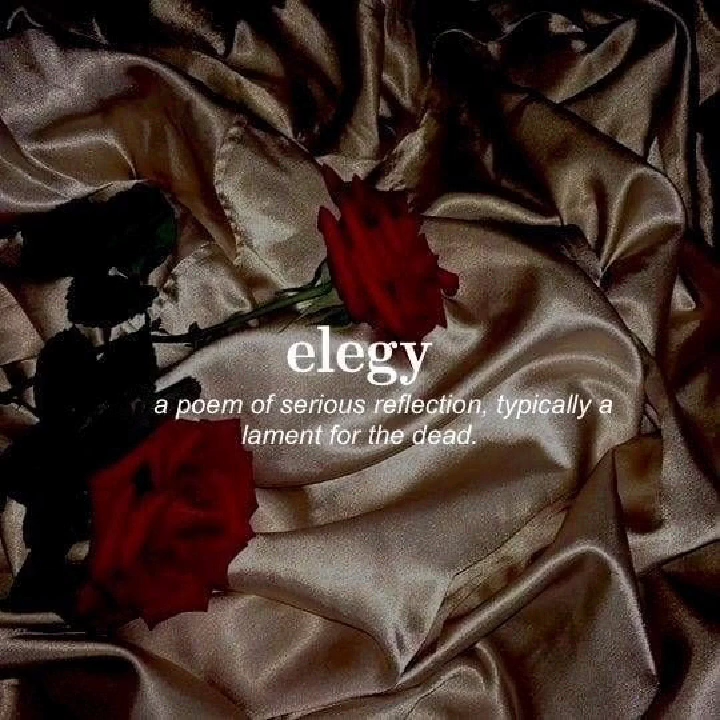 elegy
a poem of serious reflection, typically a
lament for the dead.